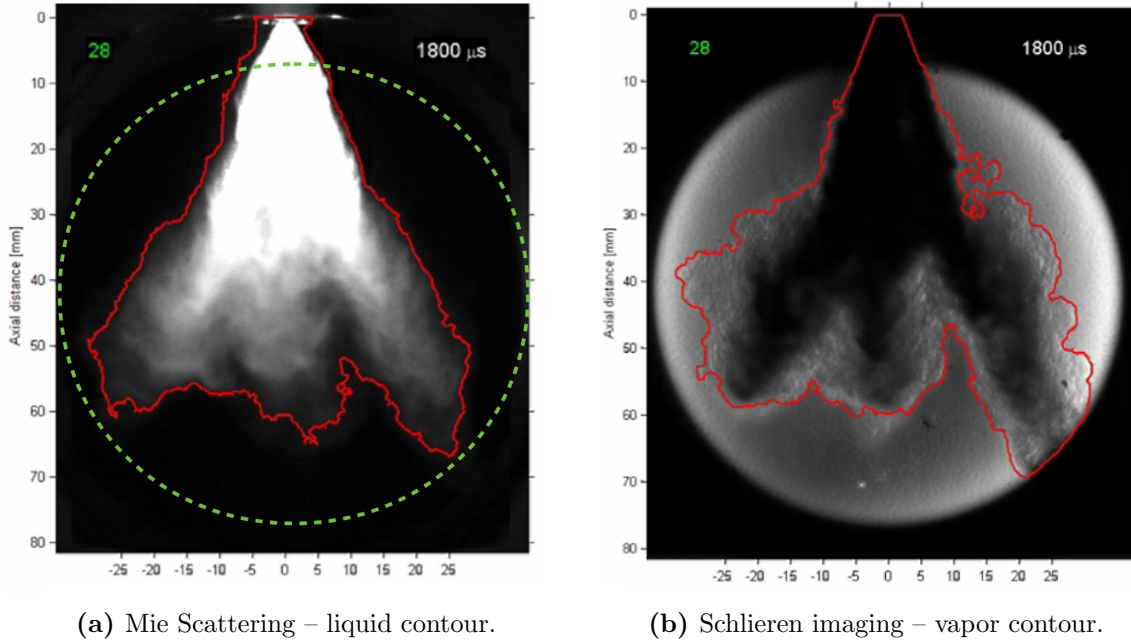 28
1800 μs
0
10
20
30
40
50
60
70
80
Axial distance [mm]
-25 -20 -15 -10 -5 0 5 10 15 20 25
(a) Mie Scattering – liquid contour.
28
1800 μs
0
10
20
30
40
50
60
70
80
Axial distance [mm]
-25 -20 -15 -10 -5 0 5 10 15 20 25
(b) Schlieren imaging – vapor contour.